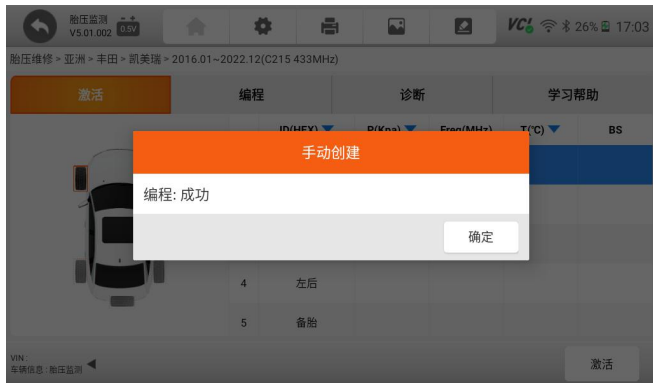 胎压监测
V5.01.002
0.5V
VCI
26%
17:03
胎压维修 > 亚洲 > 丰田 > 凯美瑞 > 2016.01~2022.12(C215 433MHz)
激活
编程
诊断
学习帮助
ID(HEX)
P(Kpa)
Freq(MHz)
T(℃)
BS
手动创建
编程: 成功
确定
4
左后
5
备胎
VIN :
车辆信息 : 胎压监测
激活